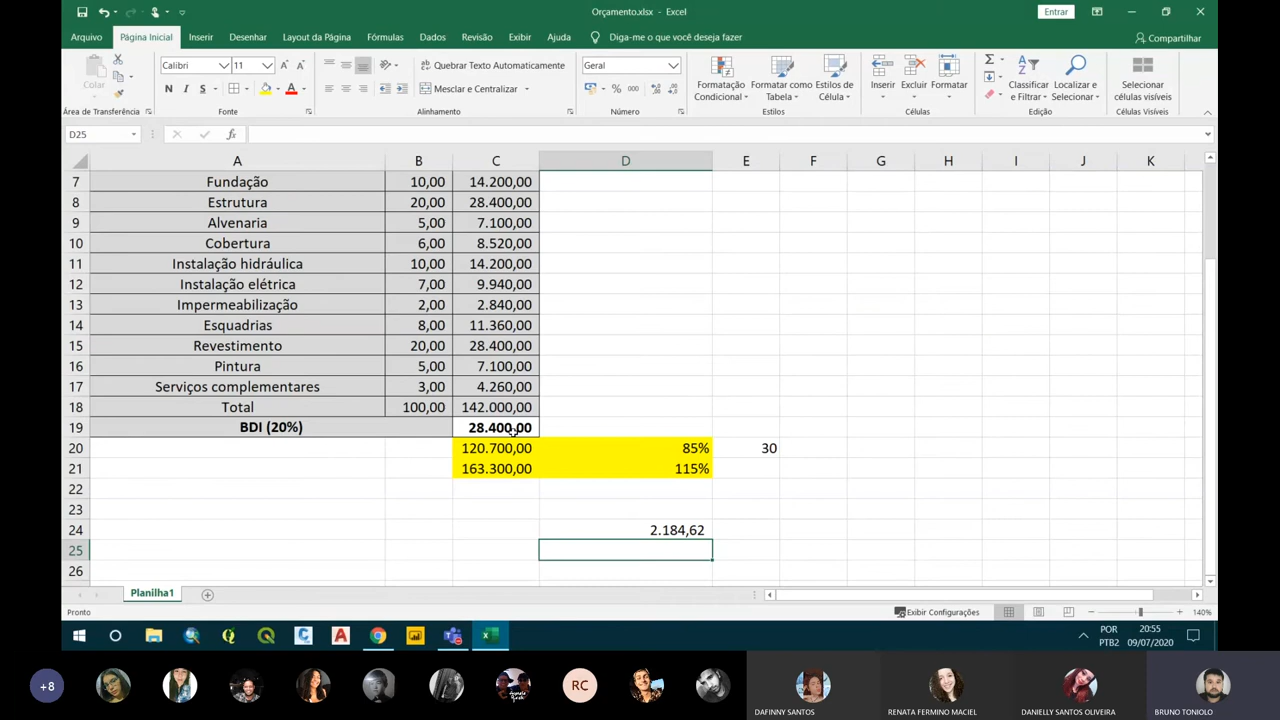 Orçamento.xlsx - Excel
Entrar
Arquivo Página Inicial Inserir Desenhar Layout da Página Fórmulas Dados Revisão Exibir Ajuda Diga-me o que você deseja fazer Compartilhar
Colar
Calibri 11
N I S
Quebrar Texto Automaticamente
Mesclar e Centralizar
Geral
% 000
Formatação Condicional
Formatar como Tabela
Estilos de Célula
Inserir
Excluir
Formatar
Classificar e Filtrar
Localizar e Selecionar
Selecionar células visíveis
Área de Transferência Fonte Alinhamento Número Estilos Células Edição Células Visíveis
D25 fx
A B C D E F G H I J K
7 Fundação 10,00 14.200,00
8 Estrutura 20,00 28.400,00
9 Alvenaria 5,00 7.100,00
10 Cobertura 6,00 8.520,00
11 Instalação hidráulica 10,00 14.200,00
12 Instalação elétrica 7,00 9.940,00
13 Impermeabilização 2,00 2.840,00
14 Esquadrias 8,00 11.360,00
15 Revestimento 20,00 28.400,00
16 Pintura 5,00 7.100,00
17 Serviços complementares 3,00 4.260,00
18 Total 100,00 142.000,00
19 BDI (20%) 28.400,00
20 120.700,00 85% 30
21 163.300,00 115%
22
23
24 2.184,62
25
26
Planilha1
Pronto
Exibir Configurações
140%
POR
PTB2
20:55
09/07/2020
+8
RC
DAFINNY SANTOS
RENATA FERMINO MACIEL
DANIELLY SANTOS OLIVEIRA
BRUNO TONIOLO